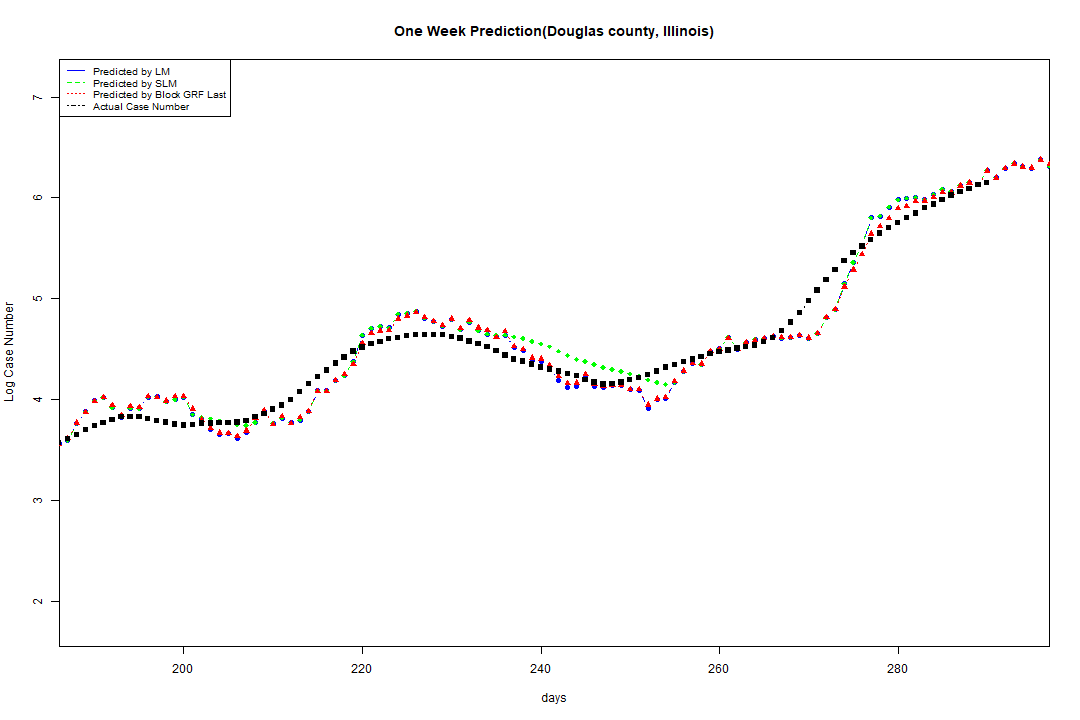 One Week Prediction(Douglas county, Illinois)
Predicted by LM
Predicted by SLM
Predicted by Block GRF Last
Actual Case Number
7
6
5
4
3
2
Log Case Number
200
220
240
260
280
days